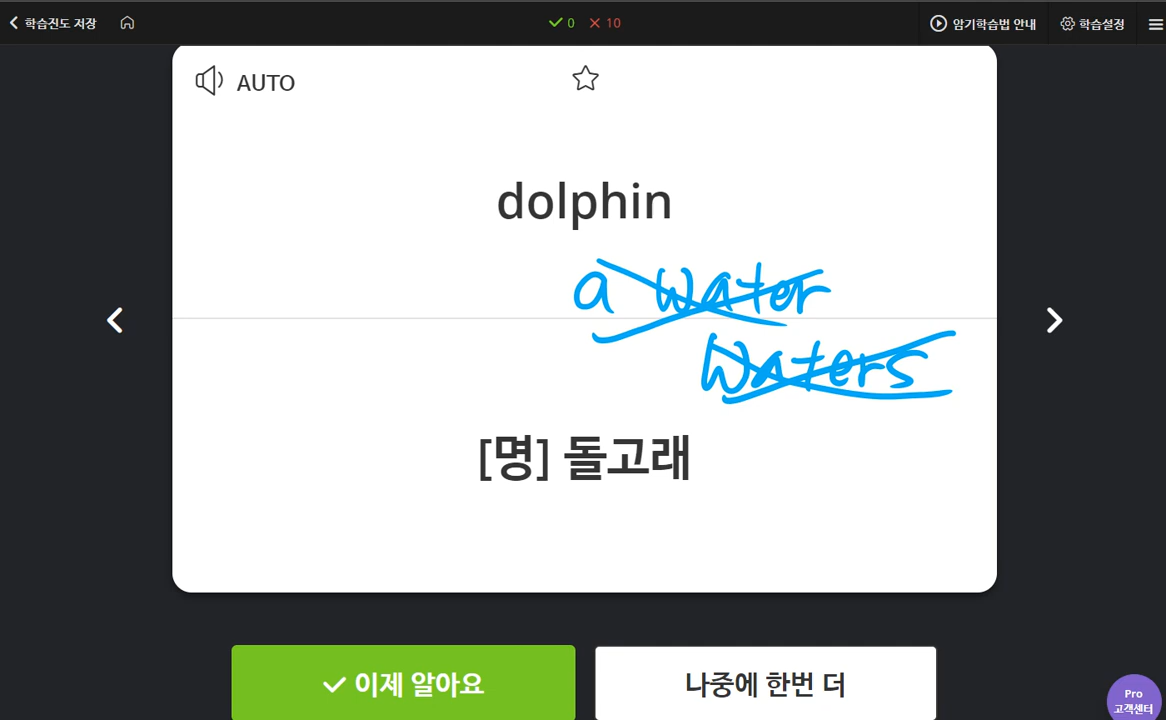 학습진도 저장 0 10 암기학습법 안내 학습설정
AUTO
dolphin
a water
waters
[명] 돌고래
이제 알아요 나중에 한번 더
Pro
고객센터